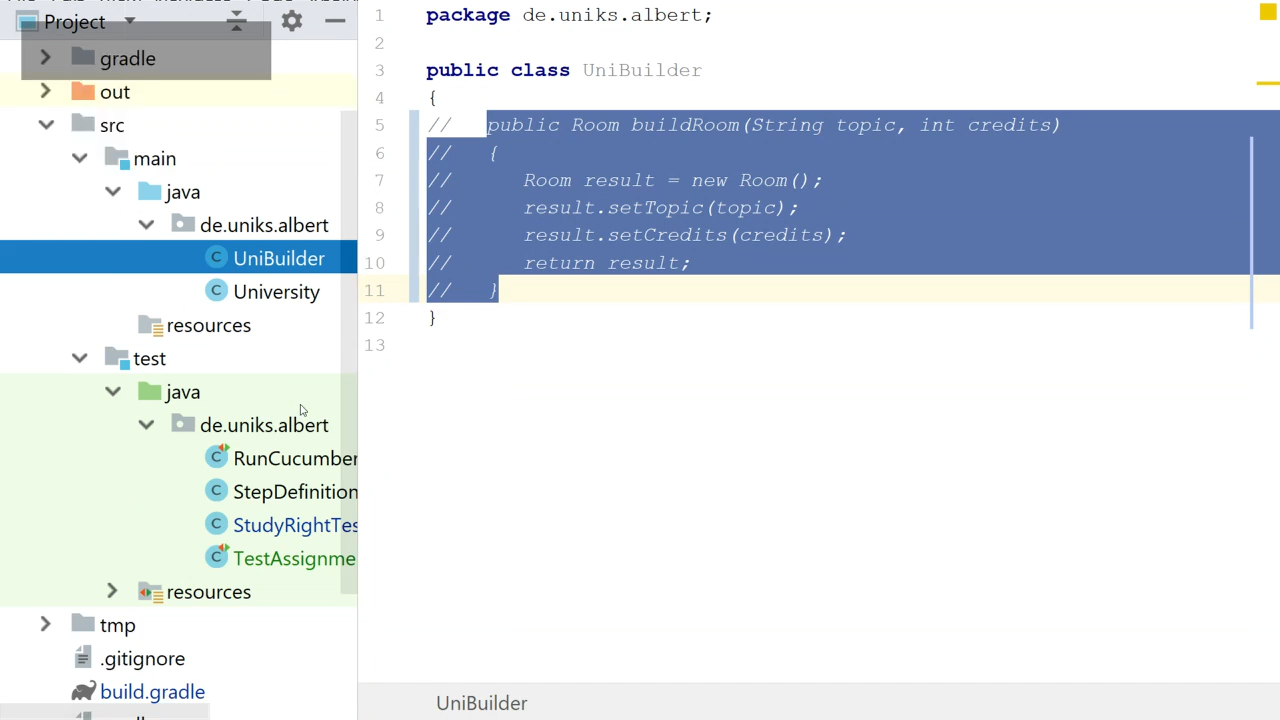 Project
gradle
out
src
main
java
de.uniks.albert
UniBuilder
University
resources
test
java
de.uniks.albert
RunCucumber
StepDefinition
StudyRightTes
TestAssignme
resources
tmp
.gitignore
build.gradle
1 package de.uniks.albert;
2
3 public class UniBuilder
4 {
5 // public Room buildRoom(String topic, int credits)
6 // {
7 // Room result = new Room();
8 // result.setTopic(topic);
9 // result.setCredits(credits);
10 // return result;
11 // }
12 }
13
UniBuilder